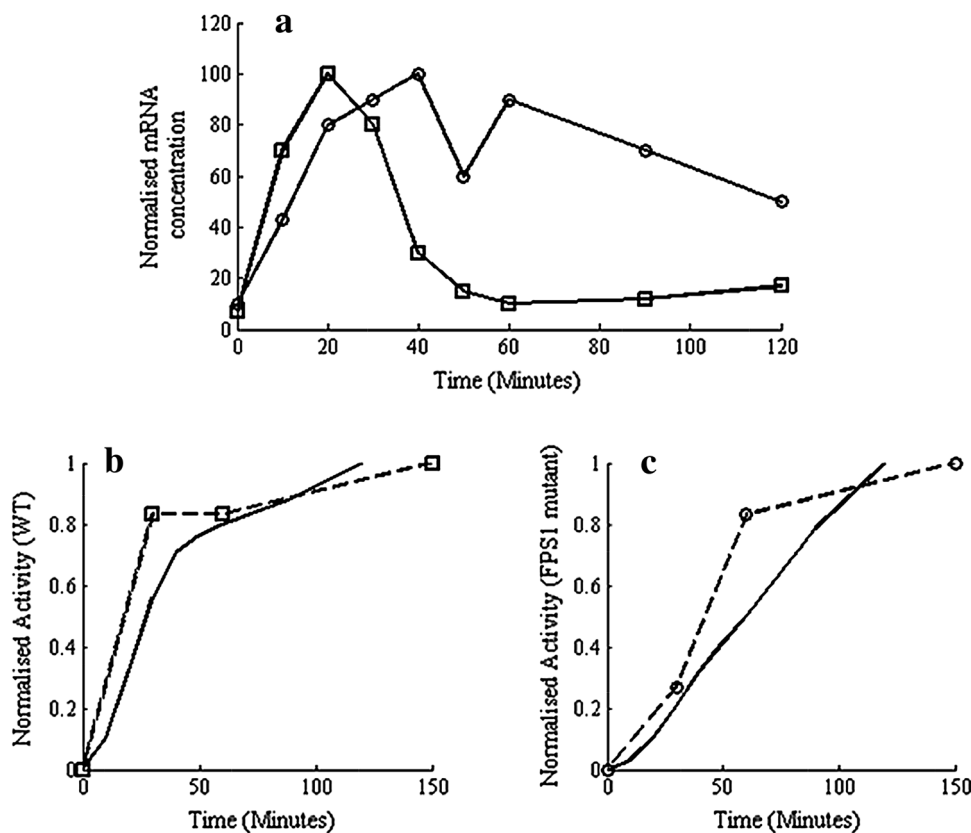 a
120
100
80
60
40
20
0
Normalised mRNA
concentration
0 20 40 60 80 100 120
Time (Minutes)
b
1
0.8
0.6
0.4
0.2
0
Normalised Activity (WT)
0 50 100 150
Time (Minutes)
c
1
0.8
0.6
0.4
0.2
0
Normalised Activity (FPS1 mutant)
0 50 100 150
Time (Minutes)